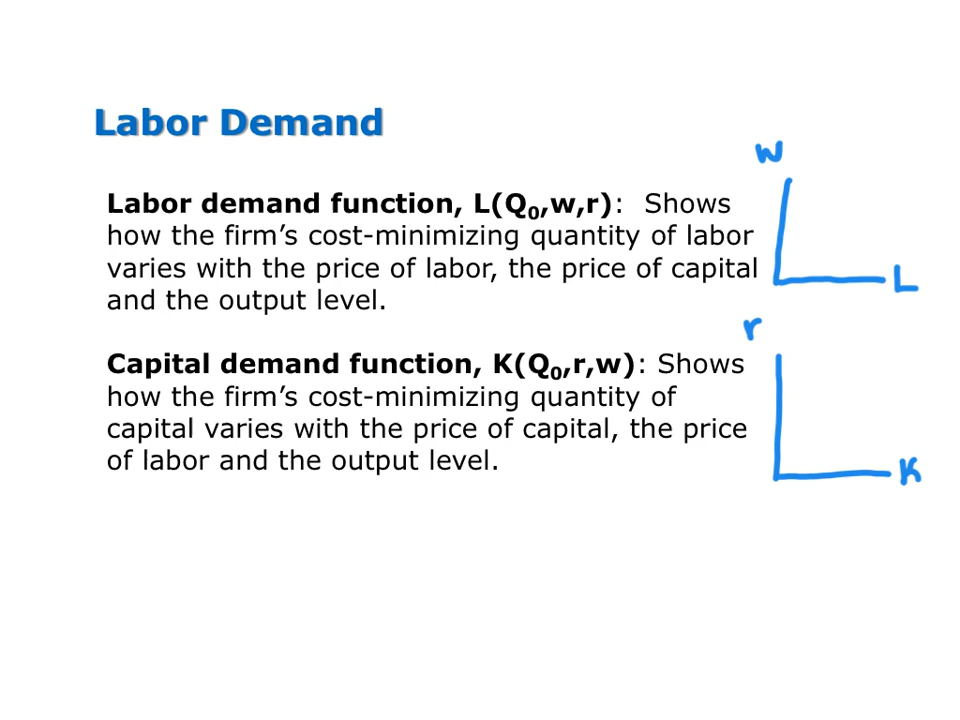 Labor Demand
w
Labor demand function, L(Q₀,w,r):  Shows
how the firm’s cost-minimizing quantity of labor
varies with the price of labor, the price of capital
and the output level.
L
r
Capital demand function, K(Q₀,r,w): Shows
how the firm’s cost-minimizing quantity of
capital varies with the price of capital, the price
of labor and the output level.
K